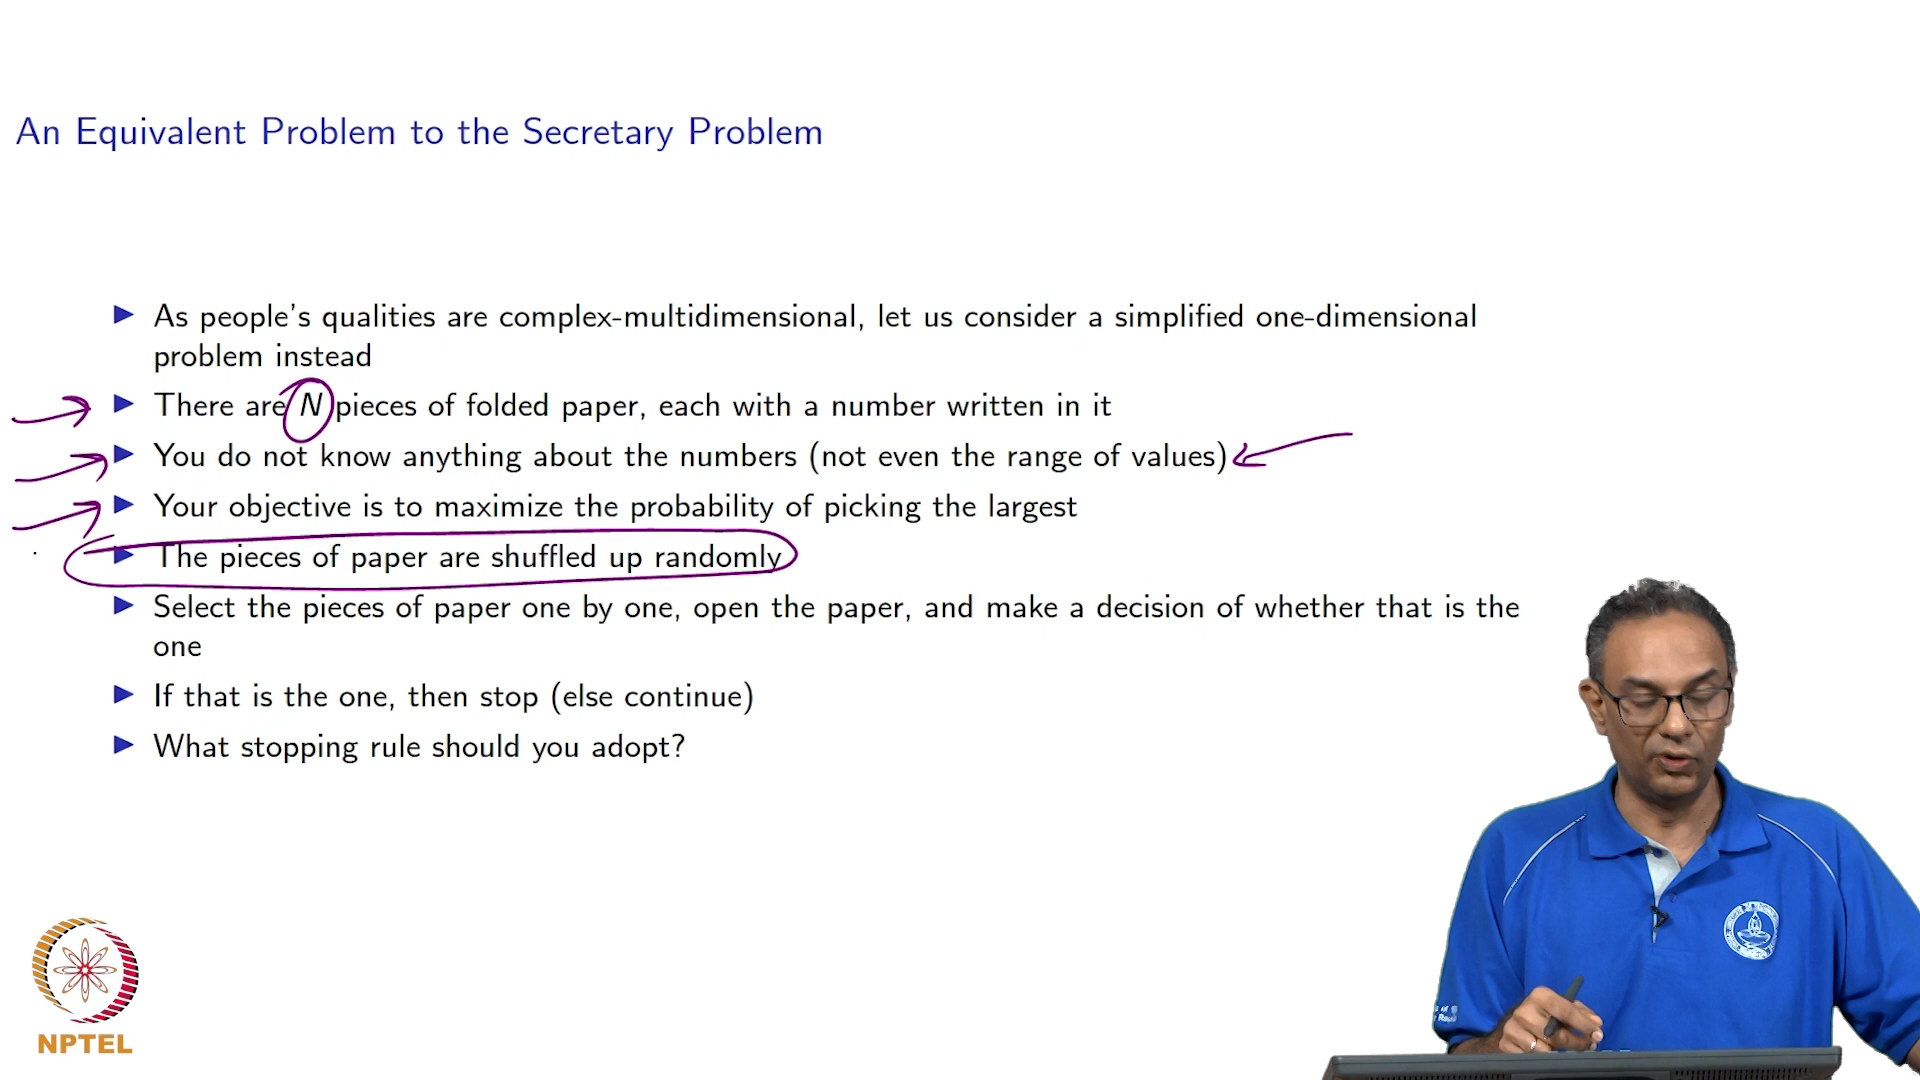 An Equivalent Problem to the Secretary Problem
As people's qualities are complex-multidimensional, let us consider a simplified one-dimensional
problem instead
There are N pieces of folded paper, each with a number written in it
You do not know anything about the numbers (not even the range of values)
Your objective is to maximize the probability of picking the largest
The pieces of paper are shuffled up randomly
Select the pieces of paper one by one, open the paper, and make a decision of whether that is the
one
If that is the one, then stop (else continue)
What stopping rule should you adopt?
NPTEL